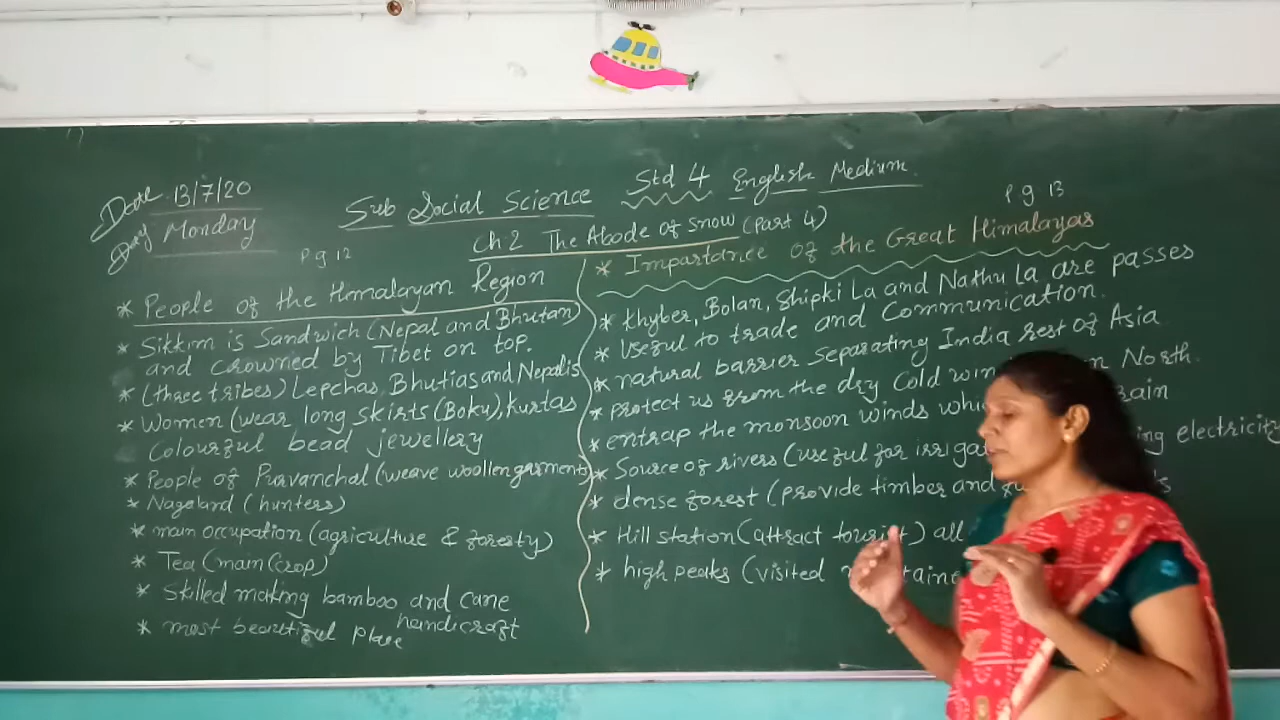 Date 13/7/20
Day Monday
Sub Social Science Std 4 English Medium
Ch 2 The Abode of Snow (Part 4)
Pg 12
* People of the Himalayan Region
* Sikkim is Sandwich (Nepal and Bhutan)
and crowned by Tibet on top.
* (three tribes) Lepchas, Bhutias and Nepalis
* Women (wear long skirts (Boku), Kurtas
Colourful bead jewellery
* People of Purvanchal (weave woollen garments)
* Nagaland (hunters)
* main occupation (agriculture & foresty)
* Tea (main crop)
* Skilled making bamboo and cane
handicraft
* most beautiful place
Pg 13
* Importance of the Great Himalayas
* Khyber, Bolan, Shipki La and Nathu La are passes
* Useful to trade and Communication.
* natural barrier separating India rest of Asia
* protect us from the dry Cold North.
* entrap the monsoon winds rain
* Source of rivers (useful for electricity
* dense forest (provide timber and
* Hill station (attract tourist) all
* high peaks (visited